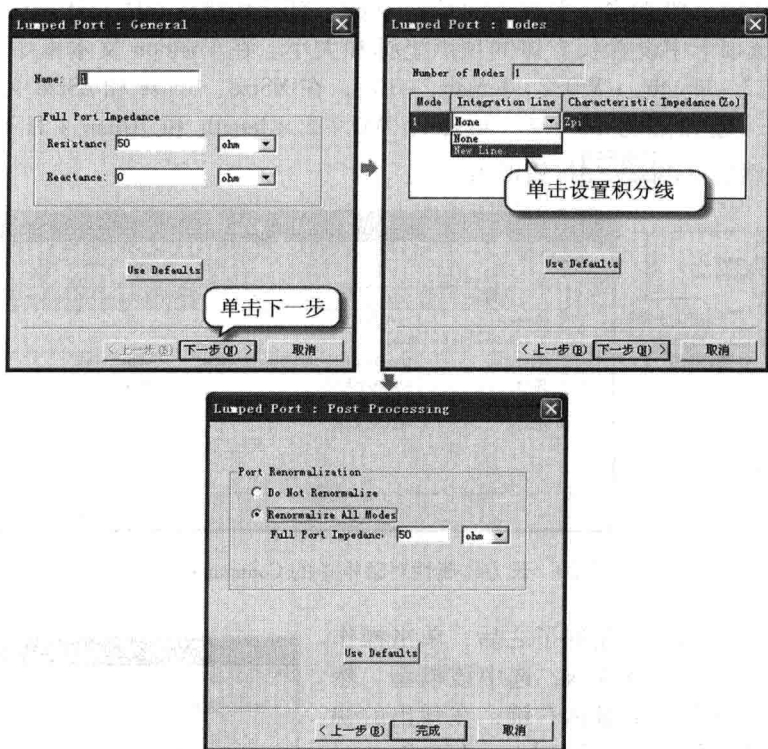 Lumped Port : General
Name: 1
Full Port Impedance
Resistance: 50 ohm
Reactance: 0 ohm
Use Defaults
单击下一步
<上一步(B) 下一步(N) > 取消
Lumped Port : Modes
Number of Modes 1
Mode Integration Line Characteristic Impedance(Zo)
1 None Zpi
None
New Line...
单击设置积分线
Use Defaults
<上一步(B) 下一步(N) > 取消
Lumped Port : Post Processing
Port Renormalization
Do Not Renormalize
Renormalize All Modes
Full Port Impedanc 50 ohm
Use Defaults
<上一步(B) 完成 取消